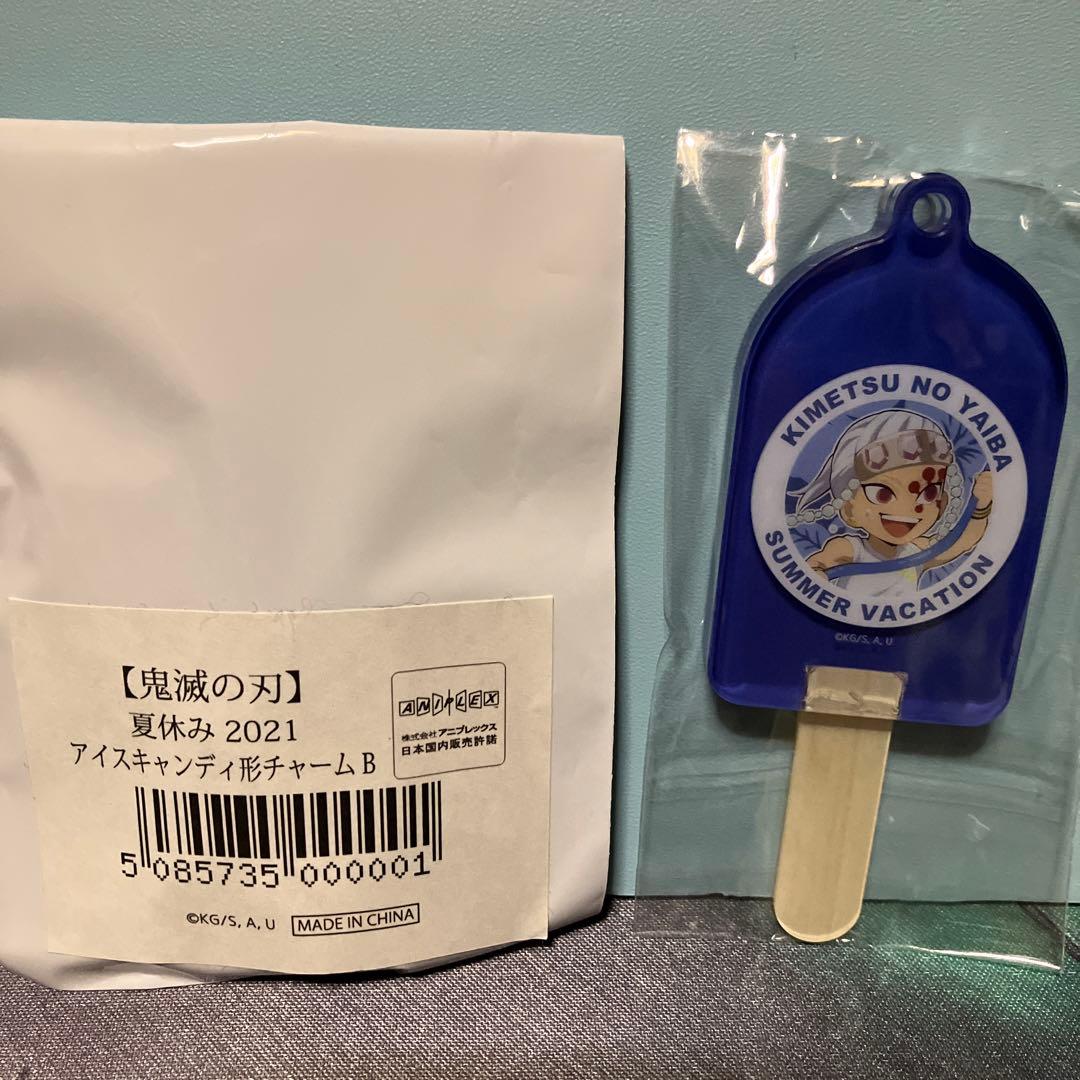 【鬼滅の刃】
夏休み 2021
アイスキャンディ形チャーム B
ANIPLEX
株式会社 アニプレックス
日本国内販売許諾
5 085735 000001
©KG/S, A, U
MADE IN CHINA
KIMETSU NO YAIBA
SUMMER VACATION
©KG/S, A, U